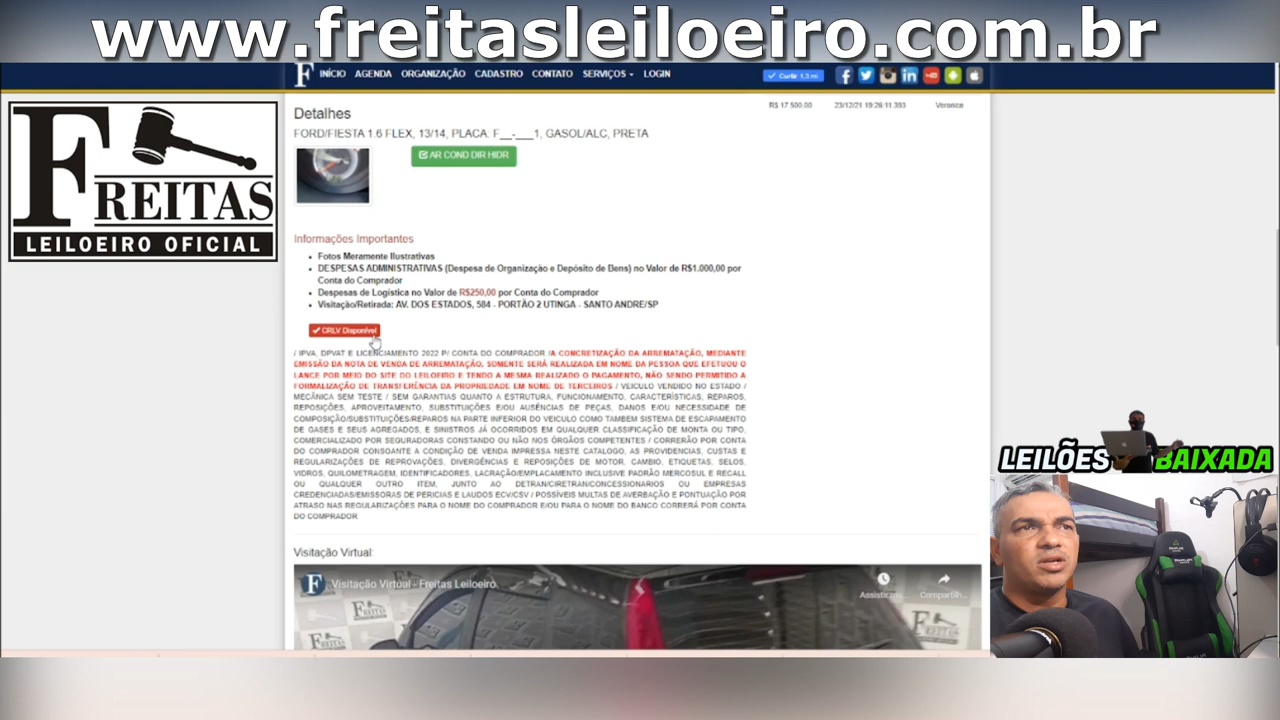 www.freitasleiloeiro.com.br
INÍCIO AGENDA ORGANIZAÇÃO CADASTRO CONTATO SERVIÇOS LOGIN
Curtir 1,3 mi
FREITAS
LEILOEIRO OFICIAL
R$ 17.500.00 23/12/21 19:26:11.393 Veronica
Detalhes
FORD/FIESTA 1.6 FLEX, 13/14, PLACA: F__-___1, GASOL/ALC, PRETA
AR COND DIR HIDR
Informações Importantes
Fotos Meramente Ilustrativas
DESPESAS ADMINISTRATIVAS (Despesa de Organização e Depósito de Bens) no Valor de R$1.000,00 por
Conta do Comprador
Despesas de Logística no Valor de R$250,00 por Conta do Comprador
Visitação/Retirada: AV. DOS ESTADOS, 584 - PORTÃO 2 UTINGA - SANTO ANDRE/SP
CRLV Disponível
/ IPVA, DPVAT E LICENCIAMENTO 2022 P/ CONTA DO COMPRADOR /A CONCRETIZAÇÃO DA ARREMATAÇÃO, MEDIANTE
EMISSÃO DA NOTA DE VENDA DE ARREMATAÇÃO, SOMENTE SERÁ REALIZADA EM NOME DA PESSOA QUE EFETUOU O
LANCE POR MEIO DO SITE DO LEILOEIRO E TENDO A MESMA REALIZADO O PAGAMENTO, NÃO SENDO PERMITIDO A
FORMALIZAÇÃO DE TRANSFERÊNCIA DA PROPRIEDADE EM NOME DE TERCEIROS / VEICULO VENDIDO NO ESTADO /
MECÂNICA SEM TESTE / SEM GARANTIAS QUANTO A ESTRUTURA, FUNCIONAMENTO, CARACTERÍSTICAS, REPAROS,
REPOSIÇÕES, APROVEITAMENTO, SUBSTITUIÇÕES E/OU AUSÊNCIAS DE PEÇAS, DANOS E/OU NECESSIDADE DE
COMPOSIÇÃO/SUBSTITUIÇÕES/REPAROS NA PARTE INFERIOR DO VEICULO COMO TAMBEM SISTEMA DE ESCAPAMENTO
DE GASES E SEUS AGREGADOS, E SINISTROS JÁ OCORRIDOS EM QUALQUER CLASSIFICAÇÃO DE MONTA OU TIPO,
COMERCIALIZADO POR SEGURADORAS CONSTANDO OU NÃO NOS ÓRGÃOS COMPETENTES / CORRERÃO POR CONTA
DO COMPRADOR CONSOANTE A CONDIÇÃO DE VENDA IMPRESSA NESTE CATALOGO, AS PROVIDENCIAS, CUSTAS E
REGULARIZAÇÕES DE REPROVAÇÕES, DIVERGÊNCIAS E REPOSIÇÕES DE MOTOR, CAMBIO, ETIQUETAS, SELOS,
VIDROS, QUILOMETRAGEM, IDENTIFICADORES, LACRAÇÃO/EMPLACAMENTO INCLUSIVE PADRÃO MERCOSUL E RECALL
OU QUALQUER OUTRO ITEM, JUNTO AO DETRAN/CIRETRAN/CONCESSIONARIOS OU EMPRESAS
CREDENCIADAS/EMISSORAS DE PERICIAS E LAUDOS ECV/CSV / POSSÍVEIS MULTAS DE AVERBAÇÃO E PONTUAÇÃO POR
ATRASO NAS REGULARIZAÇÕES PARA O NOME DO COMPRADOR E/OU PARA O NOME DO BANCO CORRERÁ POR CONTA
DO COMPRADOR
Visitação Virtual:
Visitação Virtual - Freitas Leiloeiro
Assistir m... Compartilh...
FREITAS
FREITAS
FREITAS
LEILÕES BAIXADA